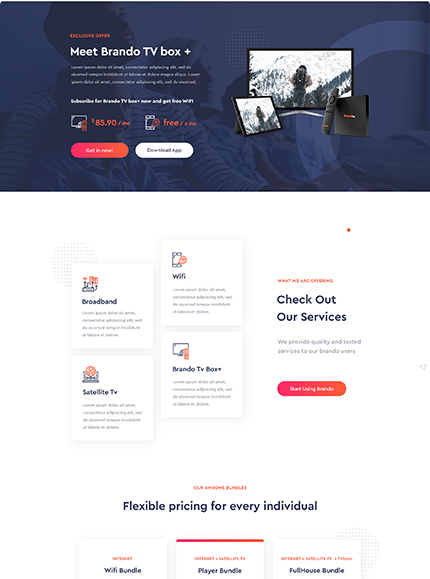 EXCLUSIVE OFFER
Meet Brando TV box +
Lorem ipsum dolor sit amet, consectetur adipiscing elit, sed
do eiusmod tempor incididunt ut labore et dolore magna aliqua. Lorem
ipsum dolor sit amet, consectetur adipiscing elit, sed do eiusmod.
Subscribe for Brando TV box+ now and get free WIFI
$85.90 / mo
free / 6 mo
Get in now!
Download App
Wifi
Lorem ipsum dolor sit amet,
contectetur adipiscing elit, sed
do eiusmod tempor incididunt
ut labore et dolore.
Broadband
Lorem ipsum dolor sit amet,
contectetur adipiscing elit, sed
do eiusmod tempor incididunt
ut labore et dolore.
WHAT WE ARE OFFERING
Check Out
Our Services
We provide quality and tested
services to our brando users
Start Using Brando
Brando Tv Box+
Lorem ipsum dolor sit amet,
contectetur adipiscing elit, sed
do eiusmod tempor incididunt
ut labore et dolore.
Satellite Tv
Lorem ipsum dolor sit amet,
contectetur adipiscing elit, sed
do eiusmod tempor incididunt
ut labore et dolore.
OUR AWSOME BUNDLES
Flexible pricing for every individual
INTERNET
Wifi Bundle
INTERNET + SATELLITE TV
Player Bundle
INTERNET + SATELLITE TV + TVbox+
FullHouse Bundle